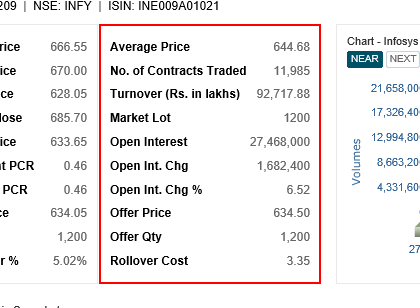 209 | NSE: INFY | ISIN: INE009A01021
rice 666.55
rice 670.00
rice 628.05
lose 685.70
rice 633.65
nt PCR 0.46
PCR 0.46
ce 634.05
1,200
r % 5.02%
Average Price 644.68
No. of Contracts Traded 11,985
Turnover (Rs. in lakhs) 92,717.88
Market Lot 1200
Open Interest 27,468,000
Open Int. Chg 1,682,400
Open Int. Chg % 6.52
Offer Price 634.50
Offer Qty 1,200
Rollover Cost 3.35
Chart - Infosys
NEAR NEXT
Volumes
21,658,00
17,326,40
12,994,80
8,663,20
4,331,60
27